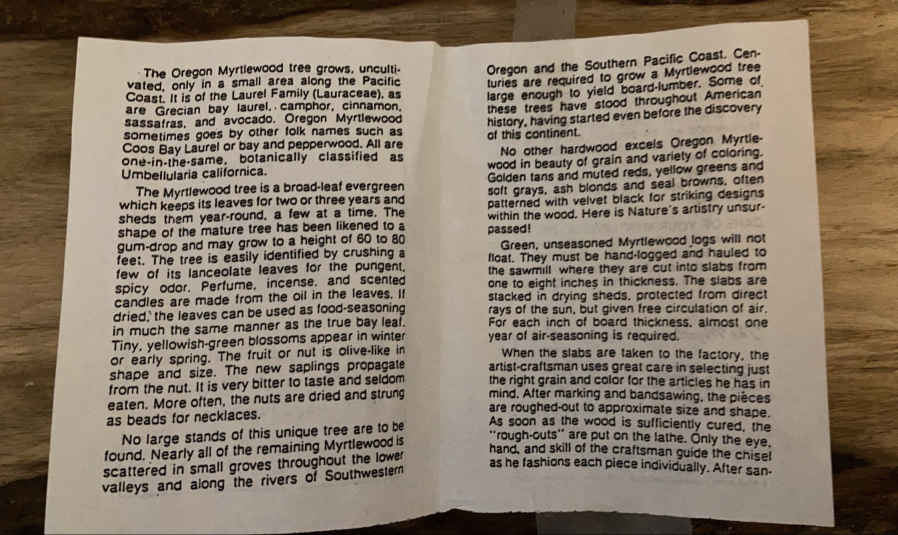 The Oregon Myrtlewood tree grows, unculti-
vated, only in a small area along the Pacific
Coast. It is of the Laurel Family (Lauraceae), as
are Grecian bay laurel, camphor, cinnamon,
sassafras, and avocado. Oregon Myrtlewood
sometimes goes by other folk names such as
Coos Bay Laurel or bay and pepperwood. All are
one-in-the-same, botanically classified as
Umbellularia californica.
The Myrtlewood tree is a broad-leaf evergreen
which keeps its leaves for two or three years and
sheds them year-round, a few at a time. The
shape of the mature tree has been likened to a
gum-drop and may grow to a height of 60 to 80
feet. The tree is easily identified by crushing a
few of its lanceolate leaves for the pungent,
spicy odor. Perfume, incense, and scented
candles are made from the oil in the leaves. If
dried, the leaves can be used as food-seasoning
in much the same manner as the true bay leaf.
Tiny, yellowish-green blossoms appear in winter
or early spring. The fruit or nut is olive-like in
shape and size. The new saplings propagate
from the nut. It is very bitter to taste and seldom
eaten. More often, the nuts are dried and strung
as beads for necklaces.
No large stands of this unique tree are to be
found. Nearly all of the remaining Myrtlewood is
scattered in small groves throughout the lower
valleys and along the rivers of Southwestern
Oregon and the Southern Pacific Coast. Cen-
turies are required to grow a Myrtlewood tree
large enough to yield board-lumber. Some of
these trees have stood throughout American
history, having started even before the discovery
of this continent.
No other hardwood excels Oregon Myrtle-
wood in beauty of grain and variety of coloring.
Golden tans and muted reds, yellow greens and
soft grays, ash blonds and seal browns, often
patterned with velvet black for striking designs
within the wood. Here is Nature's artistry unsur-
passed!
Green, unseasoned Myrtlewood logs will not
float. They must be hand-logged and hauled to
the sawmill where they are cut into slabs from
one to eight inches in thickness. The slabs are
stacked in drying sheds, protected from direct
rays of the sun, but given free circulation of air.
For each inch of board thickness, almost one
year of air-seasoning is required.
When the slabs are taken to the factory, the
artist-craftsman uses great care in selecting just
the right grain and color for the articles he has in
mind. After marking and bandsawing, the pieces
are roughed-out to approximate size and shape.
As soon as the wood is sufficiently cured, the
"rough-outs" are put on the lathe. Only the eye,
hand, and skill of the craftsman guide the chisel
as he fashions each piece individually. After san-